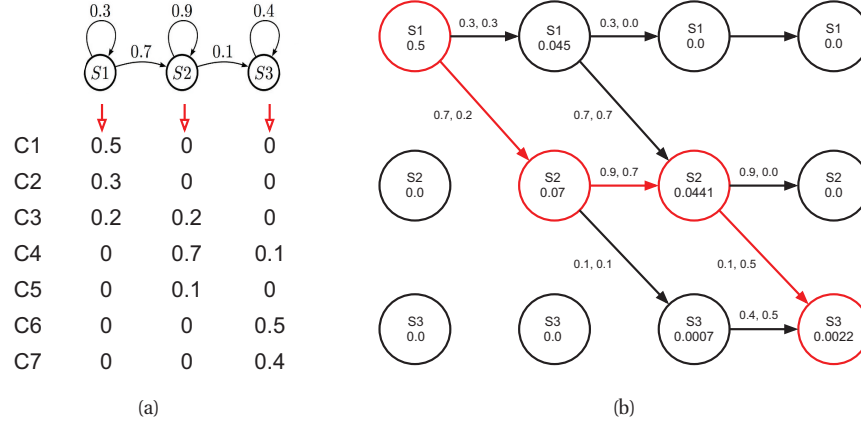 0.3 0.9 0.4
0.7 0.1
S1 S2 S3
C1 0.5 0 0
C2 0.3 0 0
C3 0.2 0.2 0
C4 0 0.7 0.1
C5 0 0.1 0
C6 0 0 0.5
C7 0 0 0.4
(a)
S1 0.3, 0.3 S1 0.3, 0.0 S1 S1
0.5 0.045 0.0 0.0
0.7, 0.2 0.7, 0.7
S2 S2 0.9, 0.7 S2 0.9, 0.0 S2
0.0 0.07 0.0441 0.0
0.1, 0.1 0.1, 0.5
S3 S3 S3 0.4, 0.5 S3
0.0 0.0 0.0007 0.0022
(b)